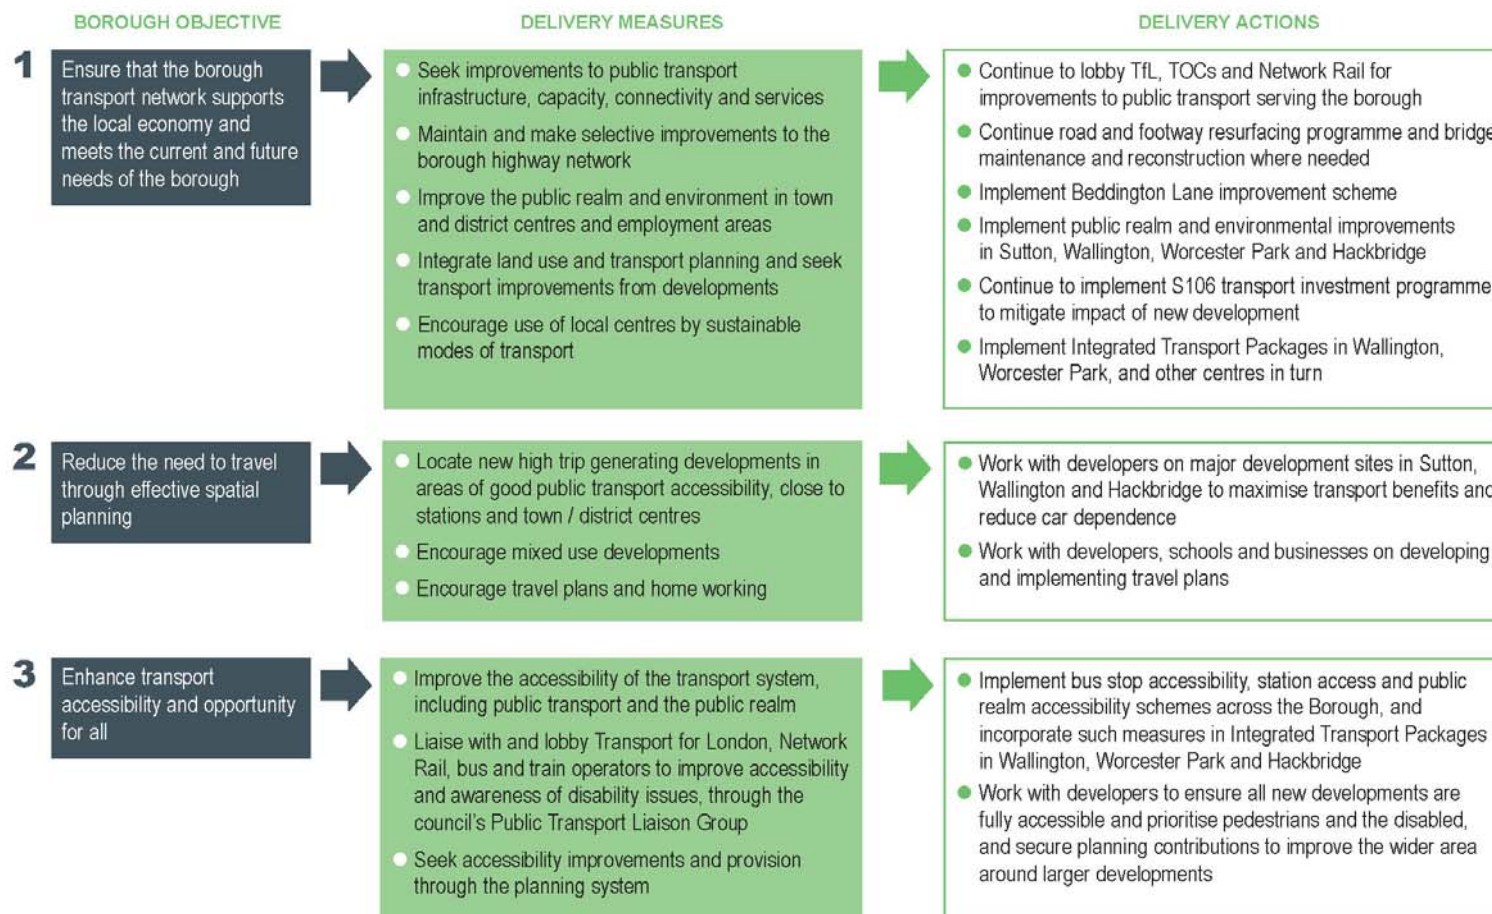 BOROUGH OBJECTIVE
DELIVERY MEASURES
DELIVERY ACTIONS
1
Ensure that the borough
transport network supports
the local economy and
meets the current and future
needs of the borough
Seek improvements to public transport
infrastructure, capacity, connectivity and services
Maintain and make selective improvements to the
borough highway network
Improve the public realm and environment in town
and district centres and employment areas
Integrate land use and transport planning and seek
transport improvements from developments
Encourage use of local centres by sustainable
modes of transport
Continue to lobby TfL, TOCs and Network Rail for
improvements to public transport serving the borough
Continue road and footway resurfacing programme and bridge
maintenance and reconstruction where needed
Implement Beddington Lane improvement scheme
Implement public realm and environmental improvements
in Sutton, Wallington, Worcester Park and Hackbridge
Continue to implement S106 transport investment programme
to mitigate impact of new development
Implement Integrated Transport Packages in Wallington,
Worcester Park, and other centres in turn
2
Reduce the need to travel
through effective spatial
planning
Locate new high trip generating developments in
areas of good public transport accessibility, close to
stations and town / district centres
Encourage mixed use developments
Encourage travel plans and home working
Work with developers on major development sites in Sutton,
Wallington and Hackbridge to maximise transport benefits and
reduce car dependence
Work with developers, schools and businesses on developing
and implementing travel plans
3
Enhance transport
accessibility and opportunity
for all
Improve the accessibility of the transport system,
including public transport and the public realm
Liaise with and lobby Transport for London, Network
Rail, bus and train operators to improve accessibility
and awareness of disability issues, through the
council's Public Transport Liaison Group
Seek accessibility improvements and provision
through the planning system
Implement bus stop accessibility, station access and public
realm accessibility schemes across the Borough, and
incorporate such measures in Integrated Transport Packages
in Wallington, Worcester Park and Hackbridge
Work with developers to ensure all new developments are
fully accessible and prioritise pedestrians and the disabled,
and secure planning contributions to improve the wider area
around larger developments